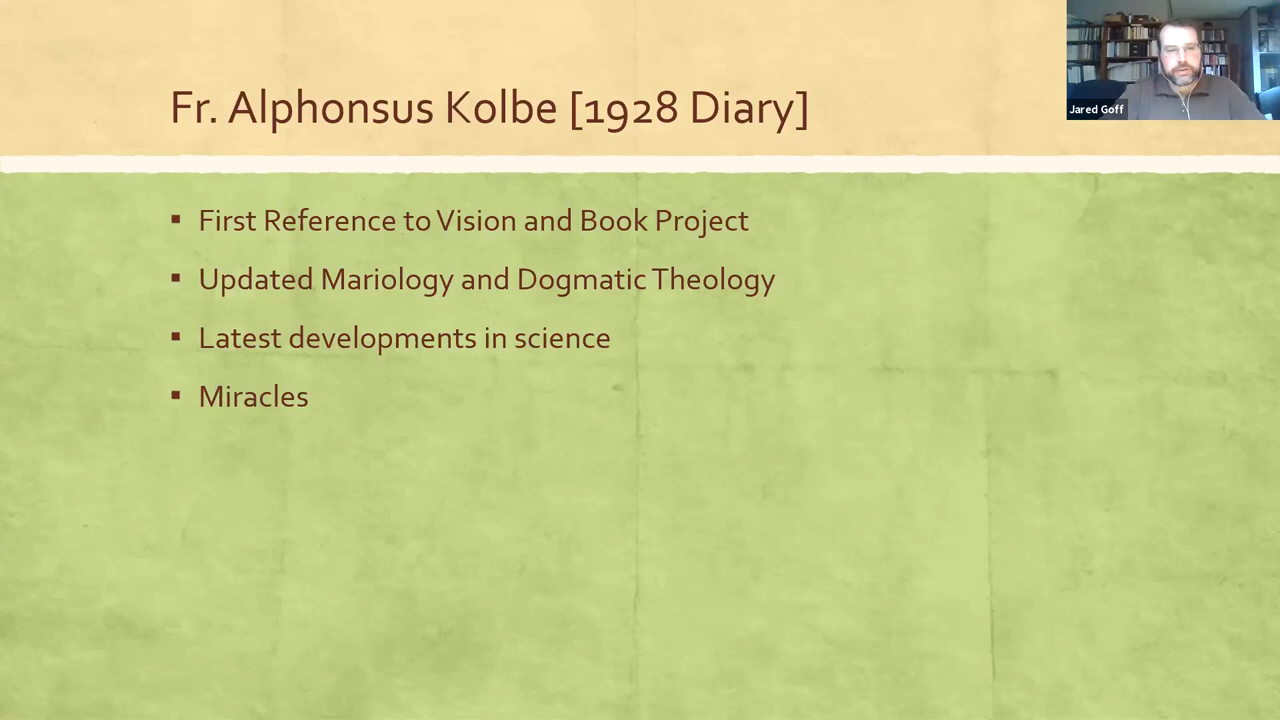 Fr. Alphonsus Kolbe [1928 Diary]
Jared Goff
▪ First Reference to Vision and Book Project
▪ Updated Mariology and Dogmatic Theology
▪ Latest developments in science
▪ Miracles